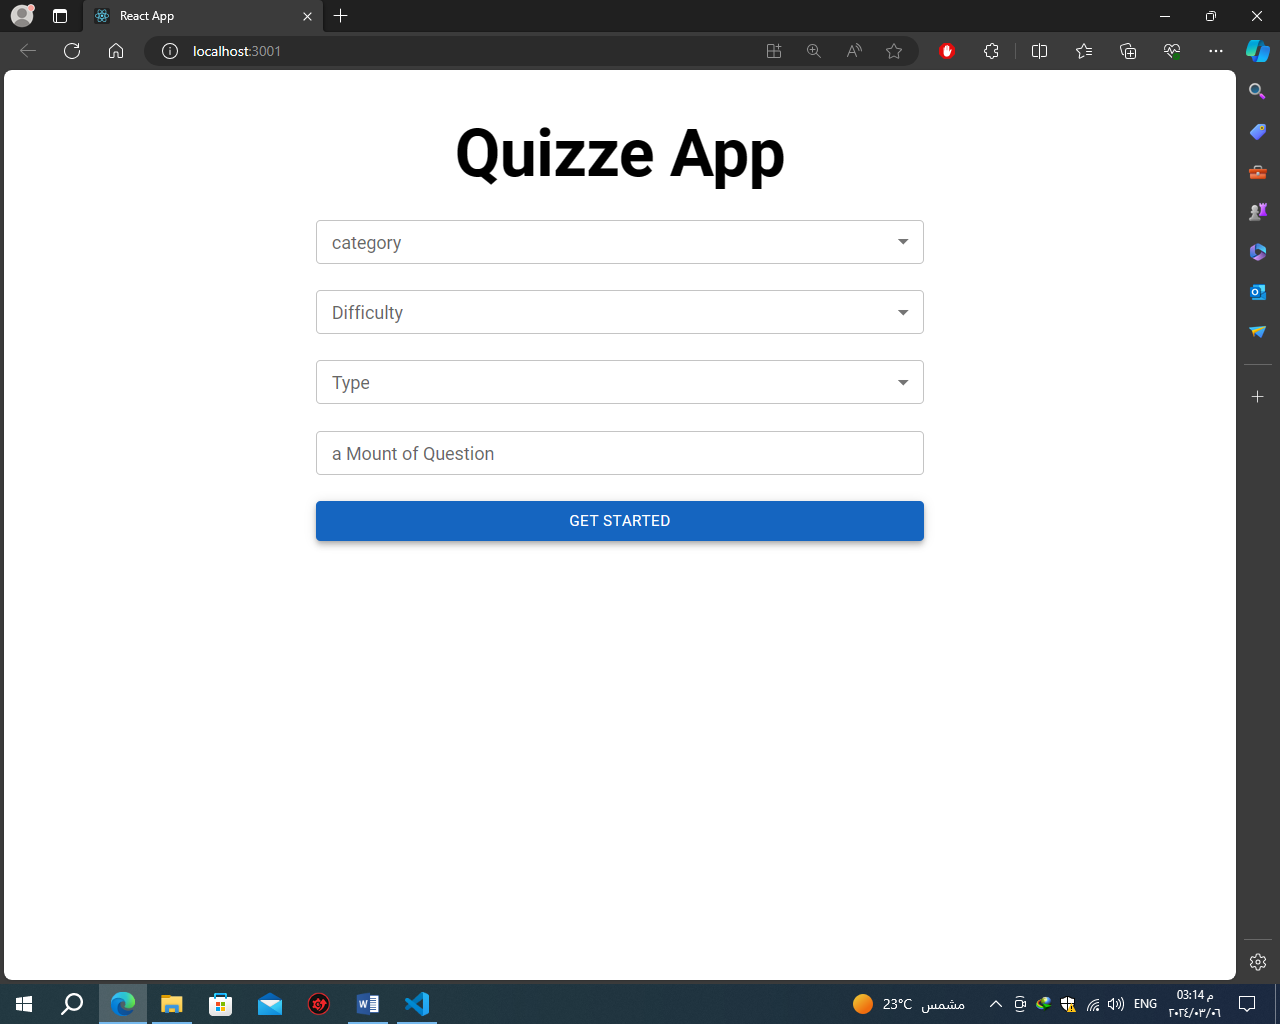 React App
localhost:3001
Quizze App
category
Difficulty
Type
a Mount of Question
GET STARTED
23°C مشمس
ENG
03:14 م
٢٠٢٤/٠٣/٠٦